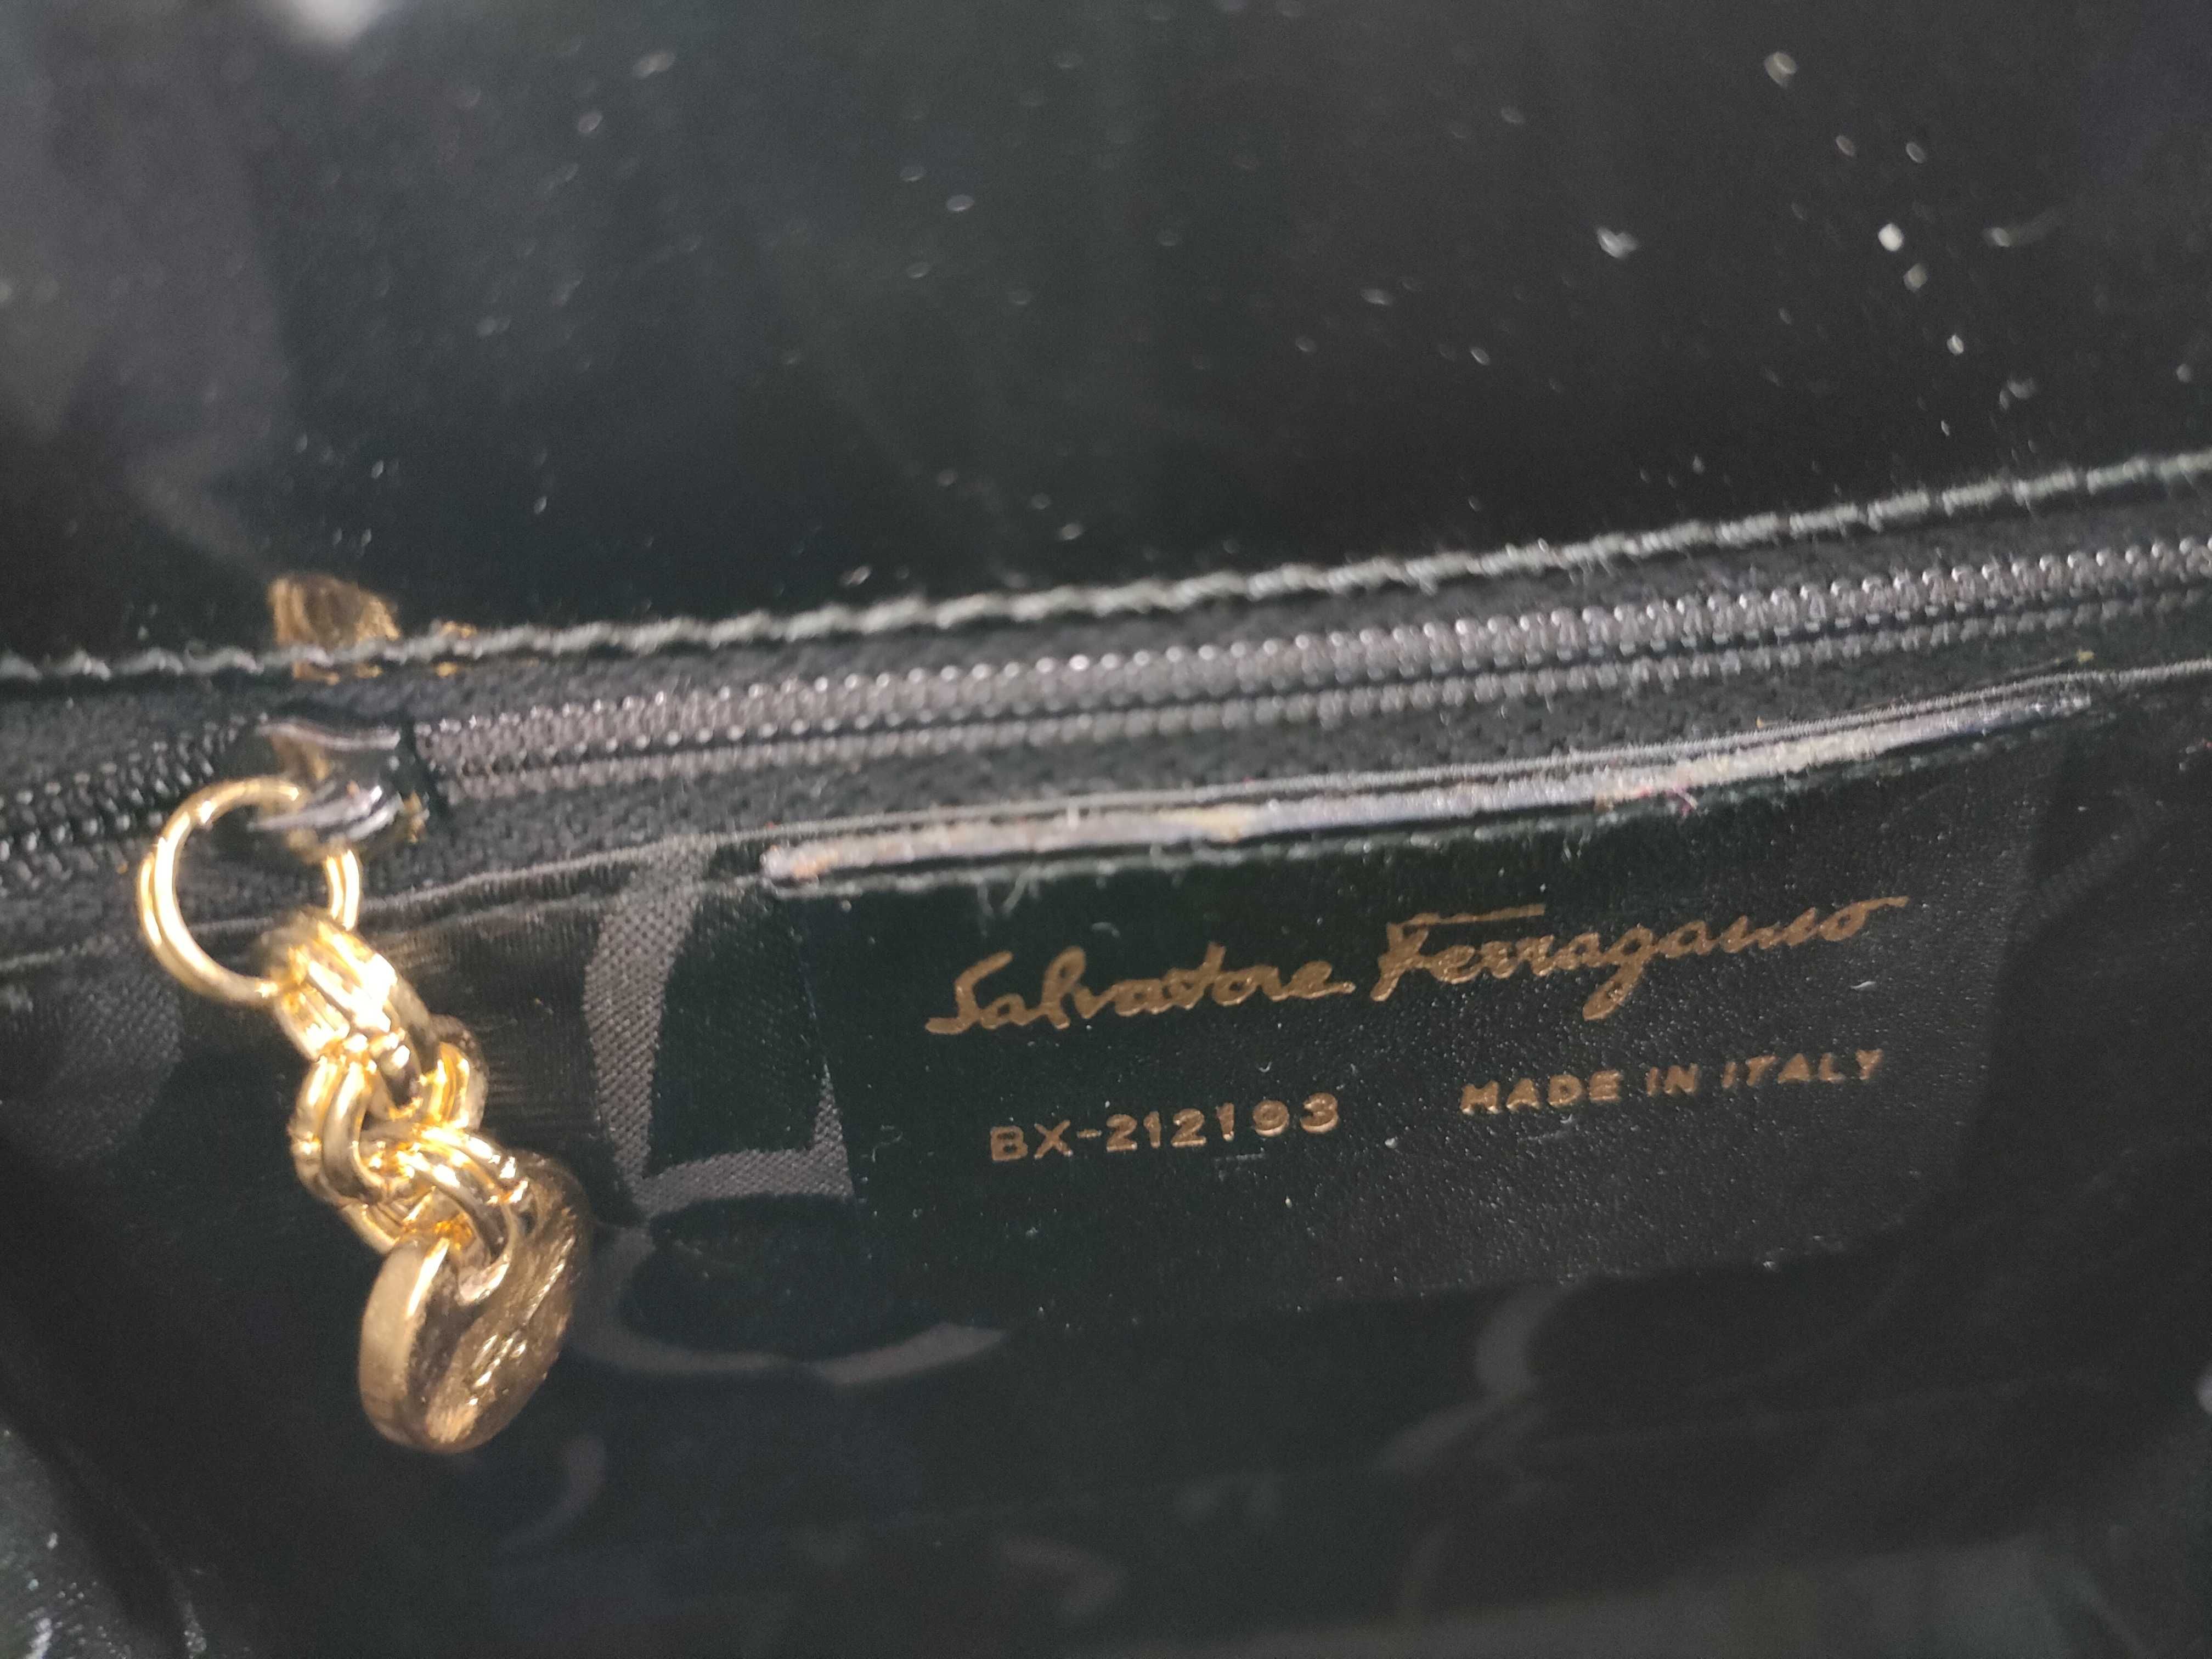 Salvatore Ferragamo
BX-212193 MADE IN ITALY